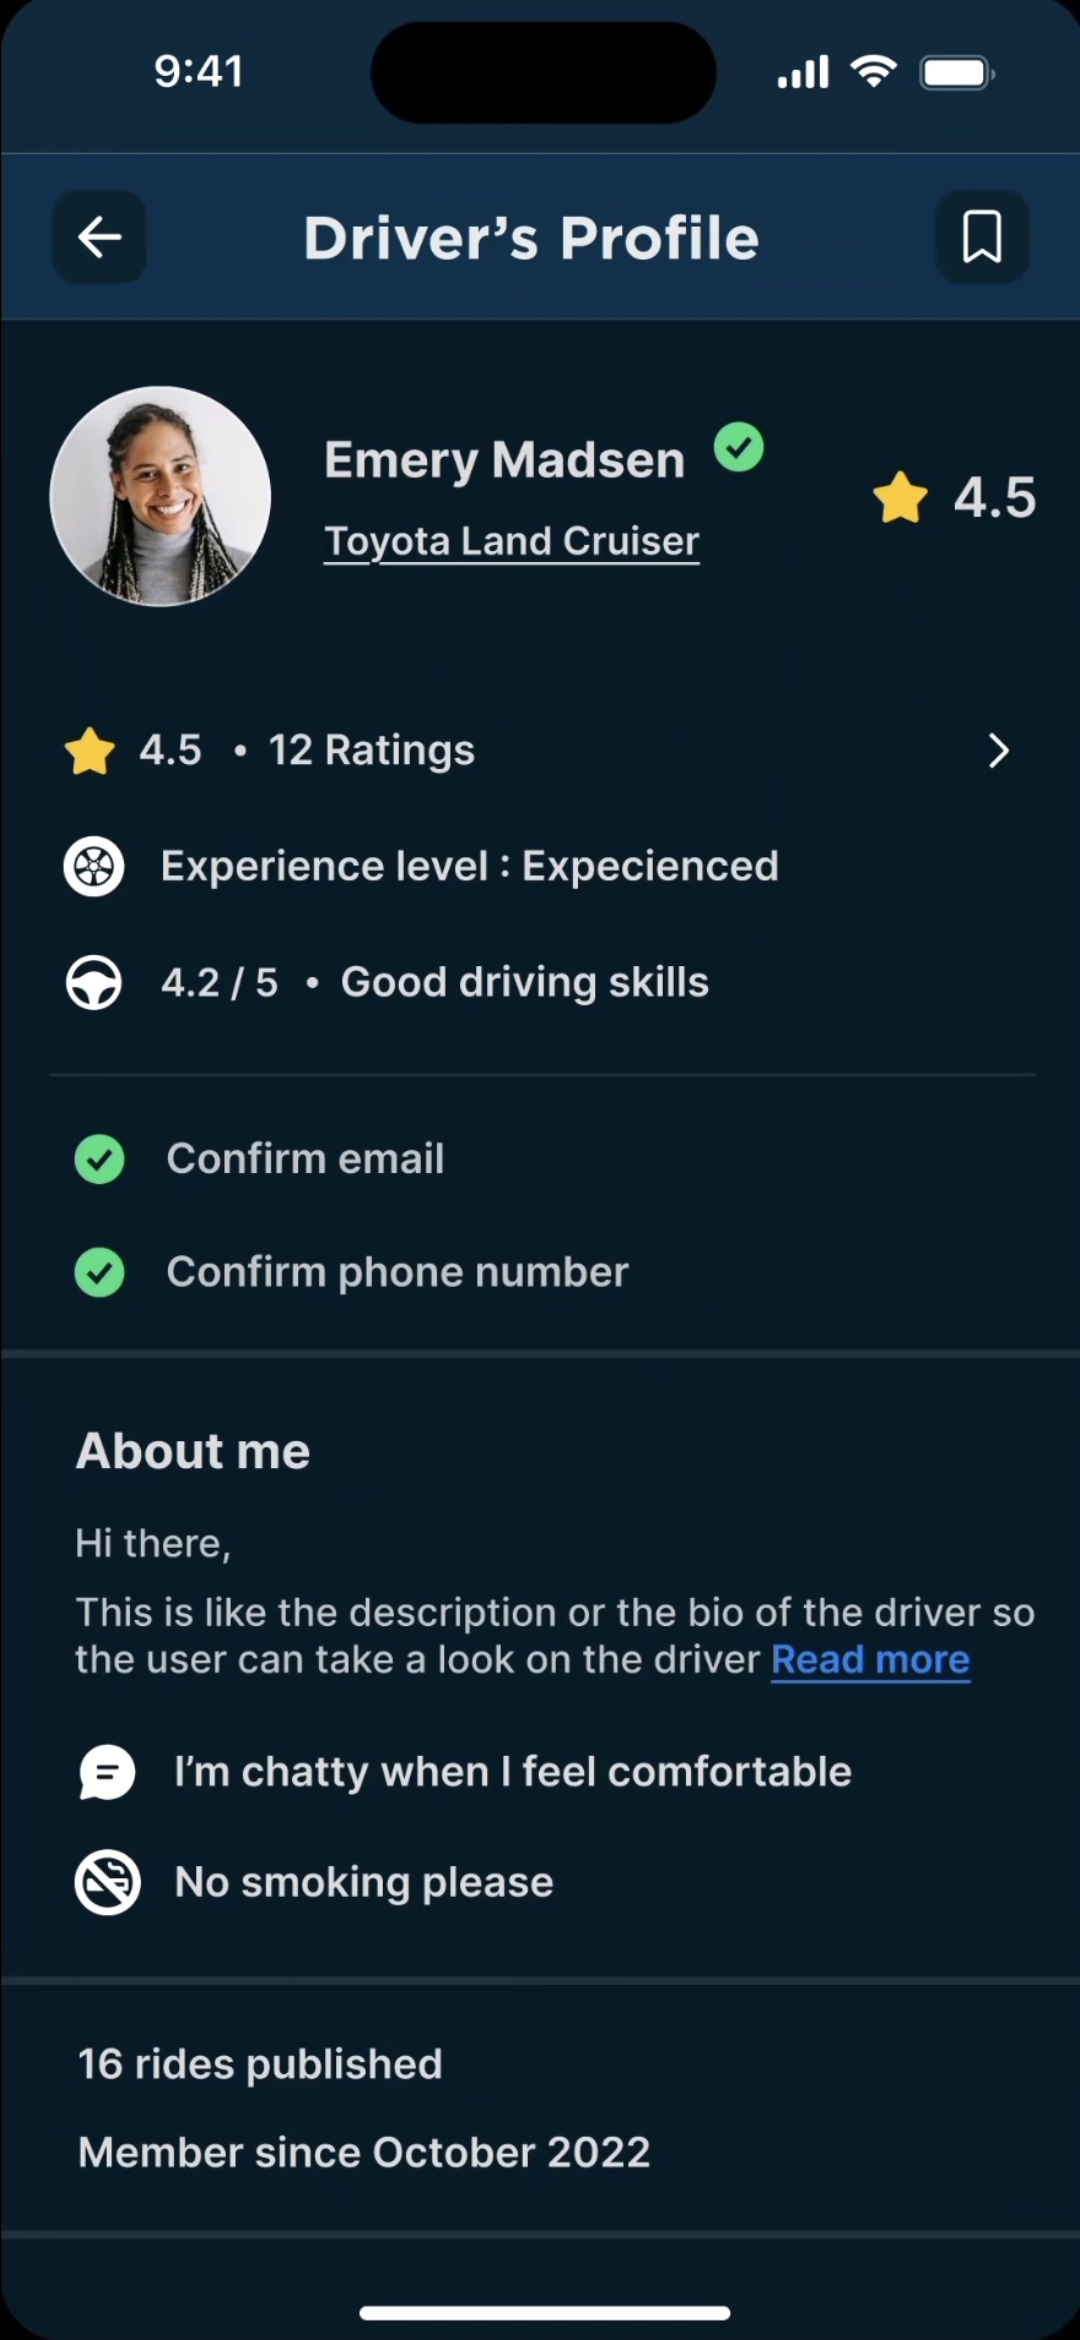 9:41
Driver’s Profile
Emery Madsen
Toyota Land Cruiser
4.5
4.5 • 12 Ratings
Experience level : Expecienced
4.2 / 5 • Good driving skills
Confirm email
Confirm phone number
About me
Hi there,
This is like the description or the bio of the driver so
the user can take a look on the driver Read more
I’m chatty when I feel comfortable
No smoking please
16 rides published
Member since October 2022